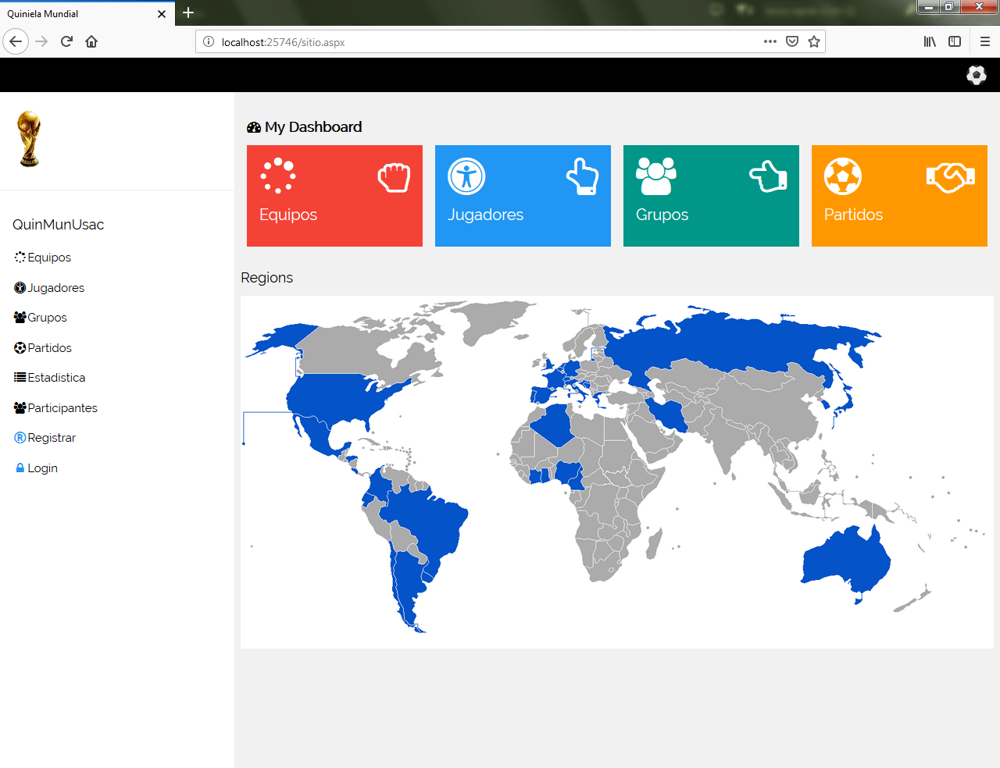 Quiniela Mundial
localhost:25746/sitio.aspx
My Dashboard
Equipos
Jugadores
Grupos
Partidos
QuinMunUsac
Equipos
Jugadores
Grupos
Partidos
Estadistica
Participantes
Registrar
Login
Regions